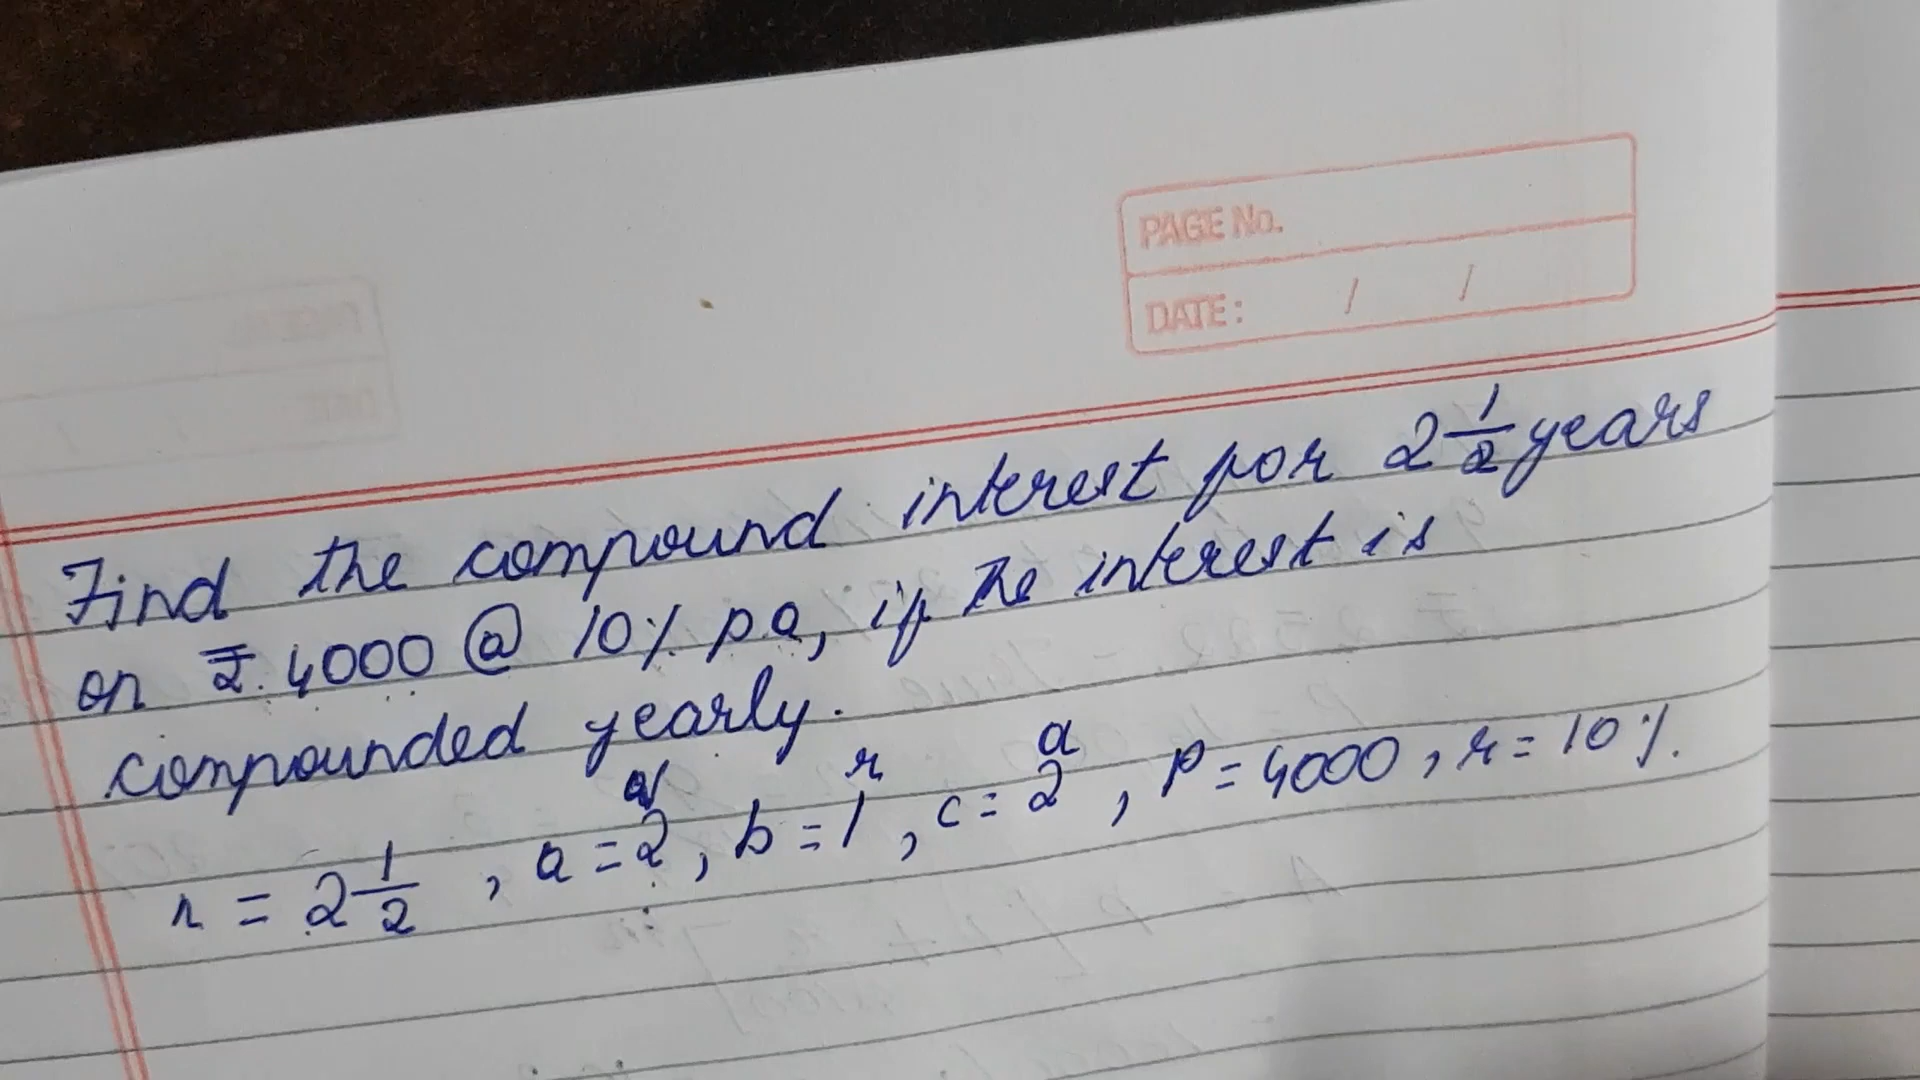 PAGE No.
DATE: / /
Find the compound interest for 2 1/2 years
on ₹. 4000 @ 10% p.a, if the interest is
compounded yearly.
a r a
n = 2 1/2 , a = 2 , b = 1 , c = 2 , P = 4000 , r = 10 %.